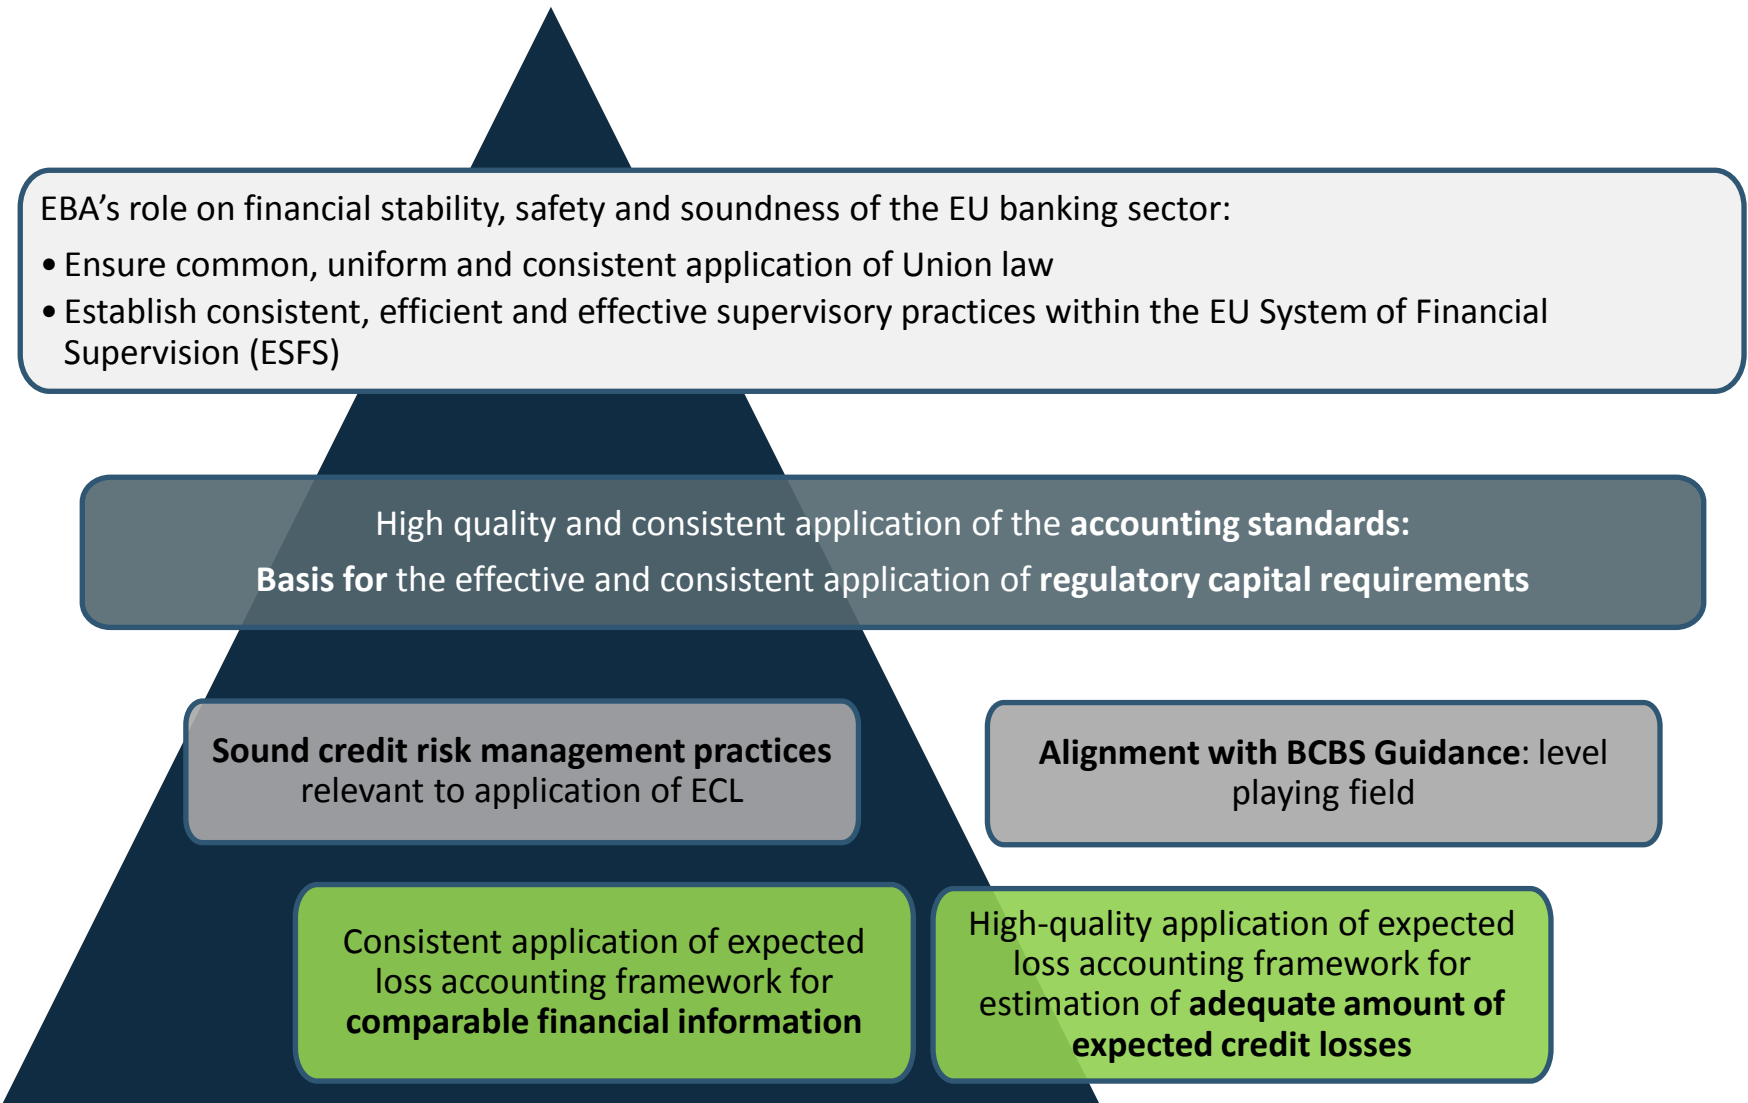 EBA’s role on financial stability, safety and soundness of the EU banking sector:
• Ensure common, uniform and consistent application of Union law
• Establish consistent, efficient and effective supervisory practices within the EU System of Financial
Supervision (ESFS)
High quality and consistent application of the accounting standards:
Basis for the effective and consistent application of regulatory capital requirements
Sound credit risk management practices
relevant to application of ECL
Alignment with BCBS Guidance: level
playing field
Consistent application of expected
loss accounting framework for
comparable financial information
High-quality application of expected
loss accounting framework for
estimation of adequate amount of
expected credit losses